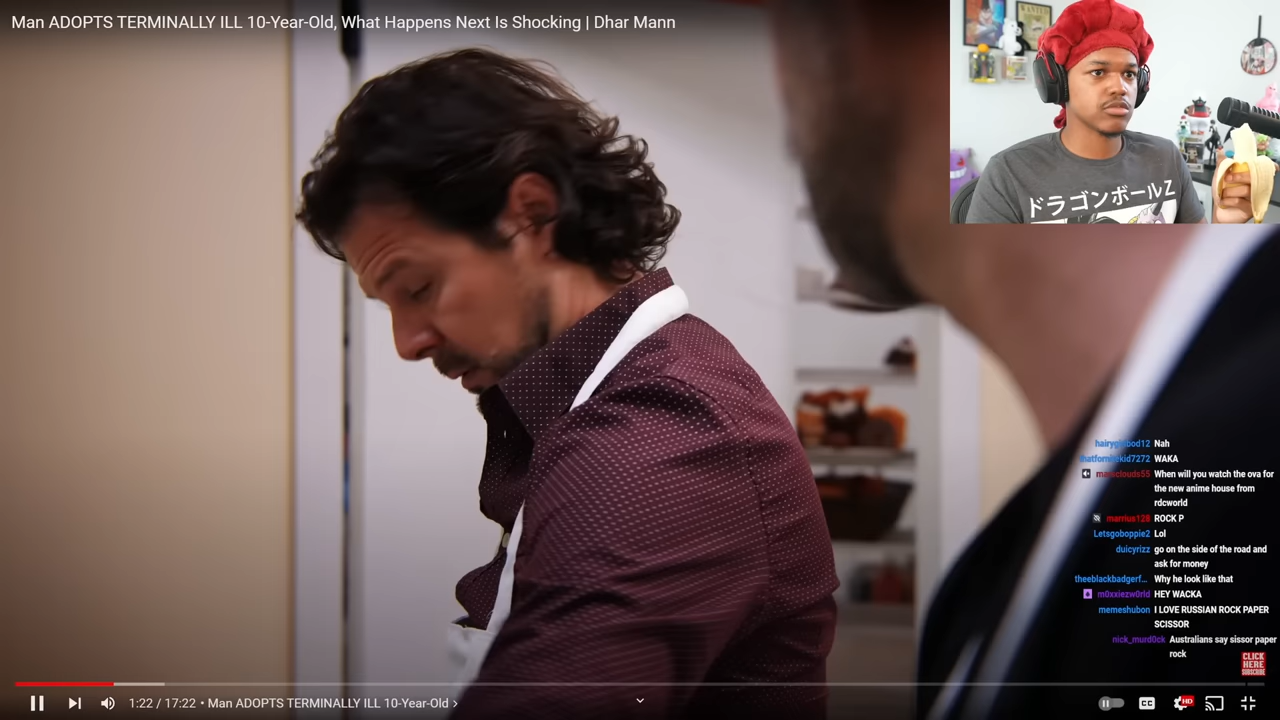 Man ADOPTS TERMINALLY ILL 10-Year-Old, What Happens Next Is Shocking | Dhar Mann
WANTED
ドラゴンボールZ
Nah
WAKA
When will you watch the ova for
the new anime house from
rdcworld
marrius128 ROCK P
Letsgoboppie2 Lol
duicyrizz go on the side of the road and
ask for money
theeblackbadgerf... Why he look like that
m0xxiezw0rld HEY WACKA
memeshubon I LOVE RUSSIAN ROCK PAPER
SCISSOR
nick_murd0ck Australians say sissor paper
rock
CLICK
HERE
SUBSCRIBE
1:22 / 17:22 • Man ADOPTS TERMINALLY ILL 10-Year-Old ›
CC
HD